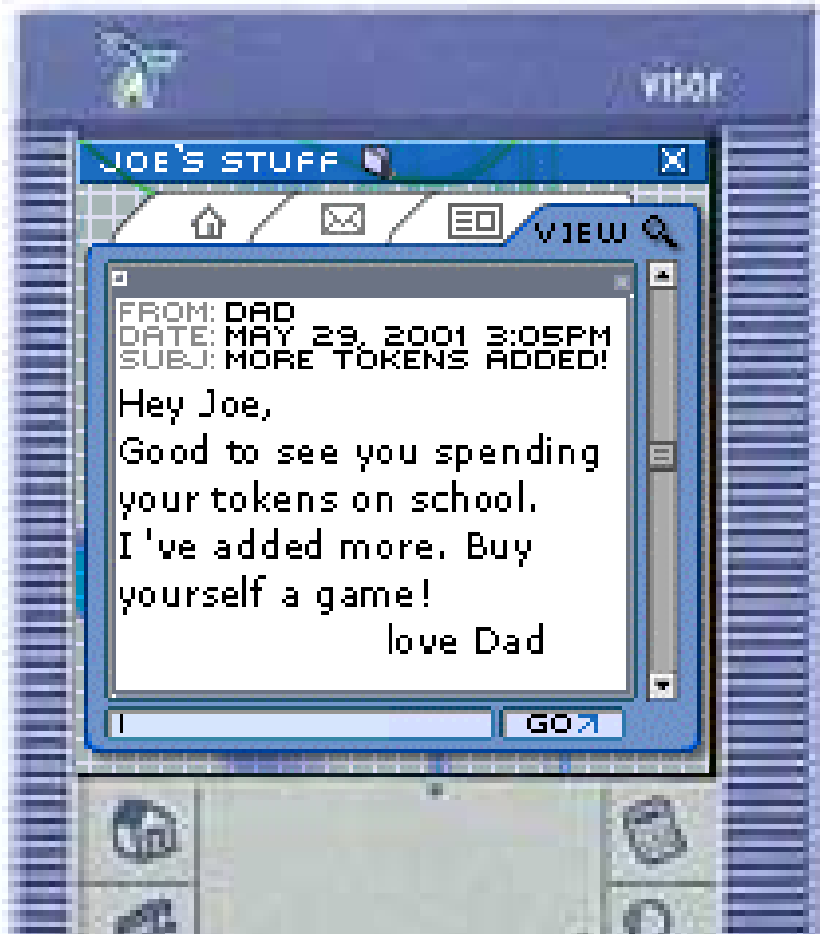 visor
JOE'S STUFF
VIEW
FROM: DAD
DATE: MAY 29, 2001 3:05PM
SUBJ: MORE TOKENS ADDED!
Hey Joe,
Good to see you spending
your tokens on school.
I 've added more. Buy
yourself a game!
love Dad
GO